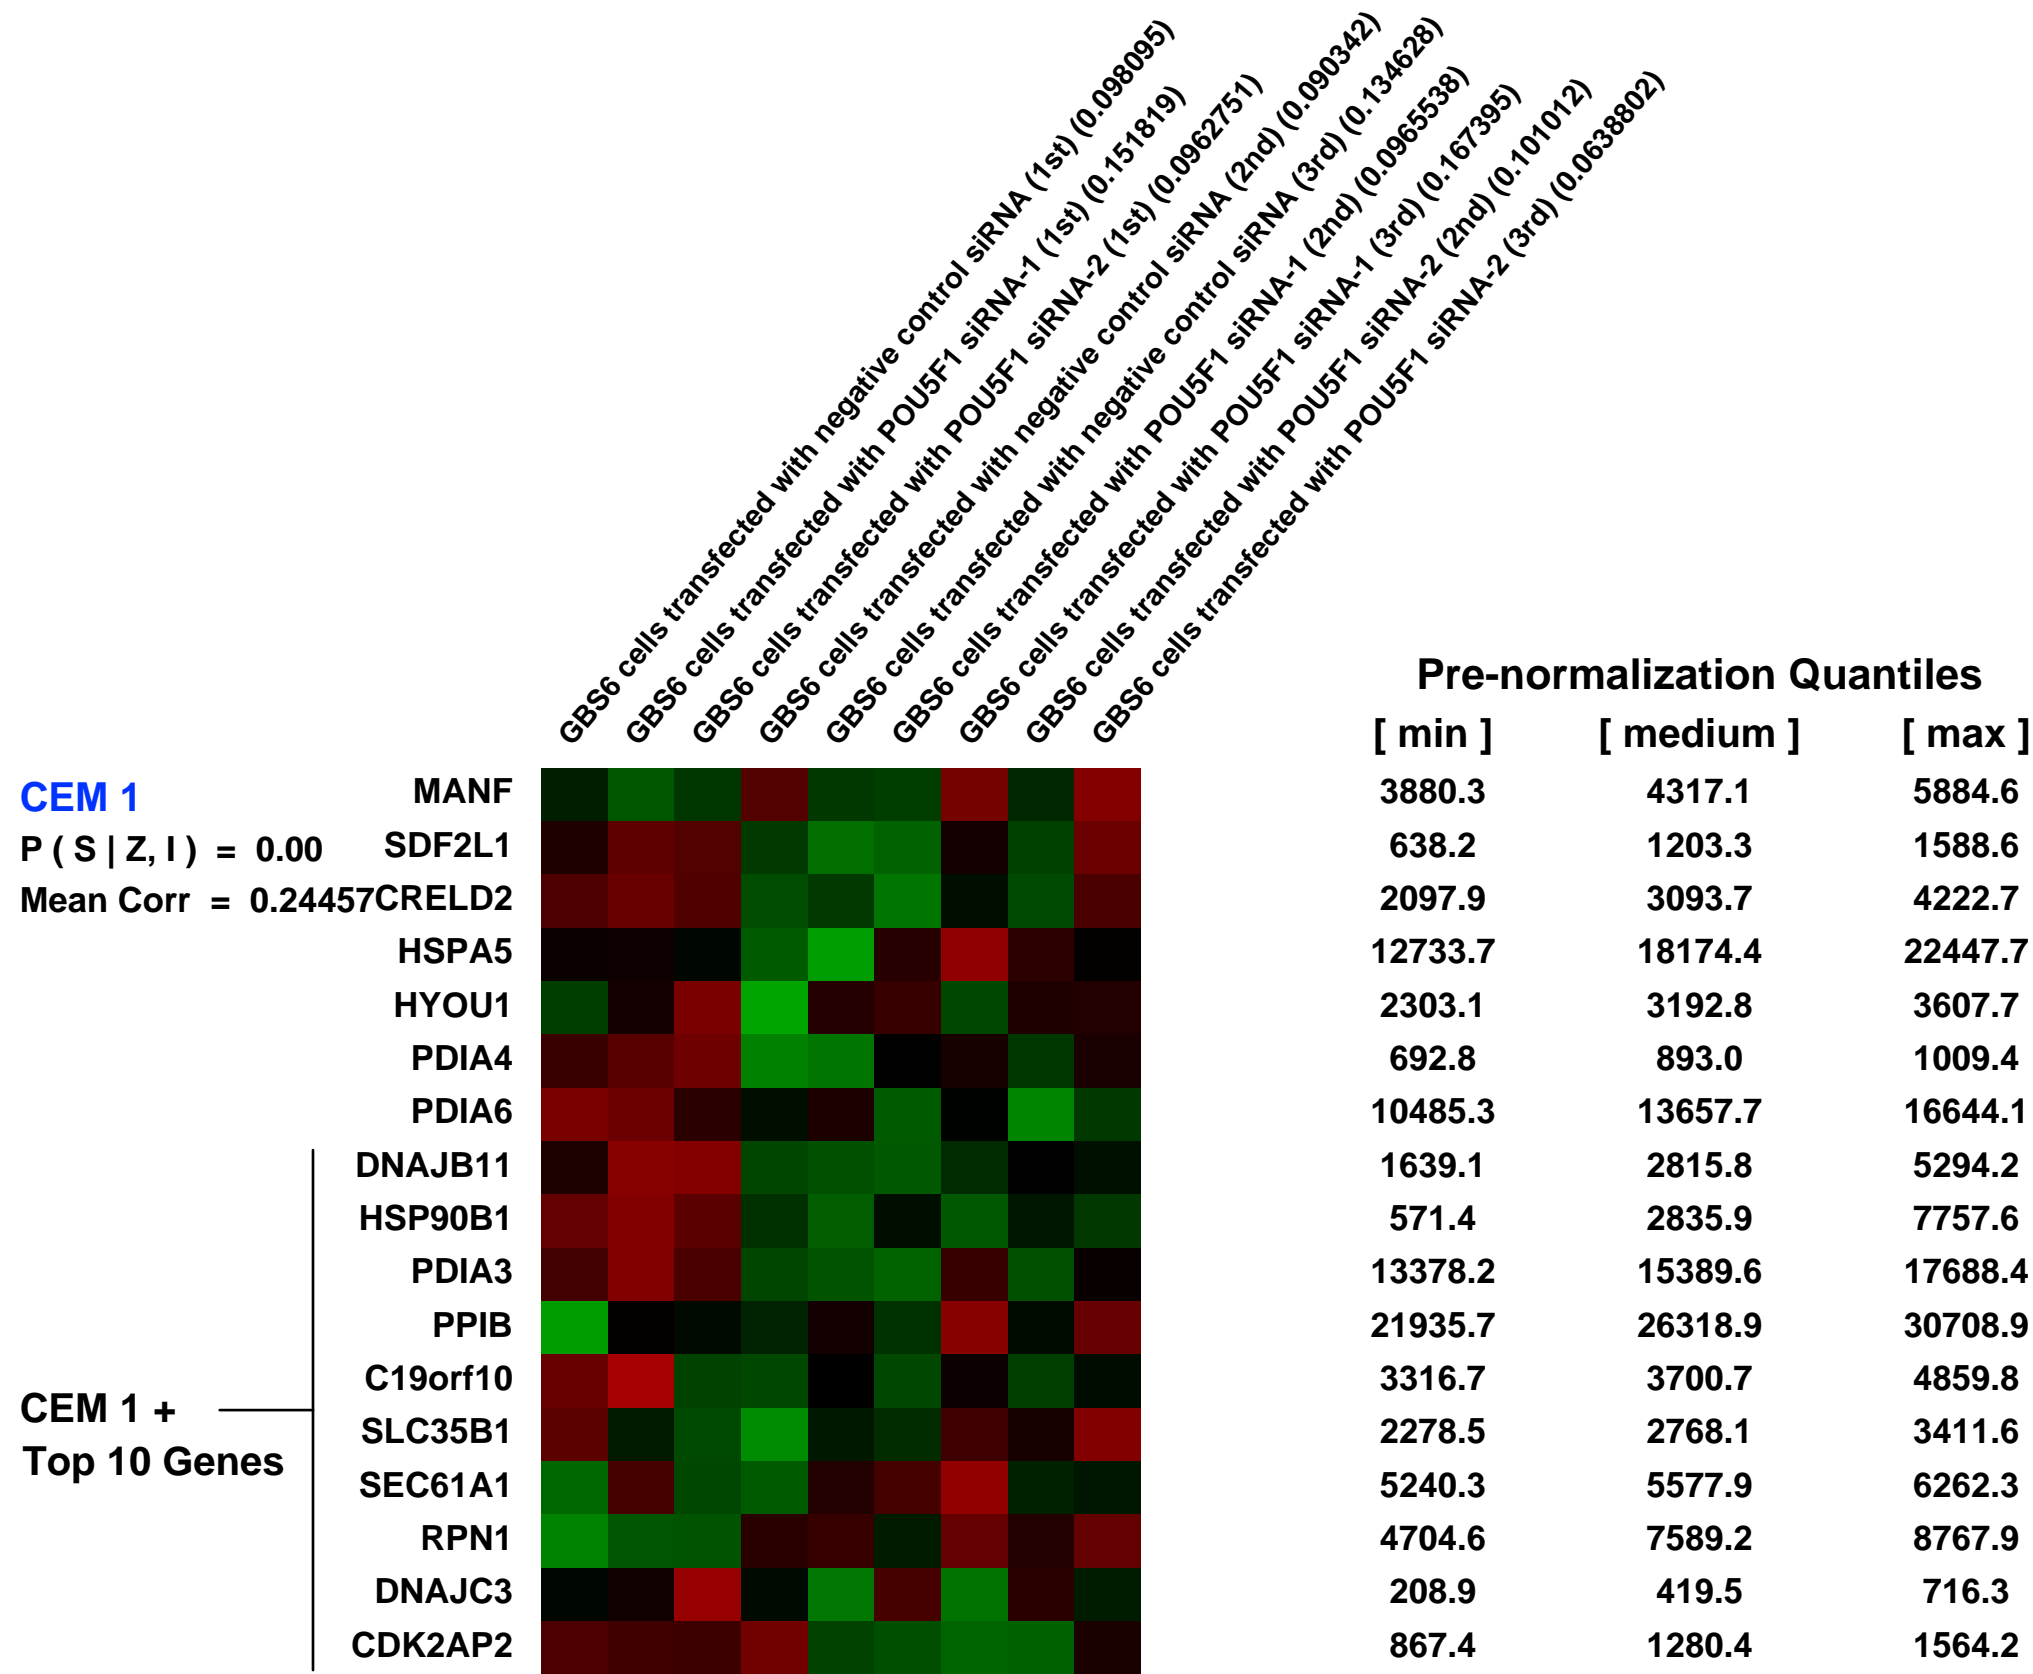 GBS6 cells transfected with negative control siRNA (1st) (0.098095)
GBS6 cells transfected with POU5F1 siRNA-1 (1st) (0.151819)
GBS6 cells transfected with POU5F1 siRNA-2 (1st) (0.0962751)
GBS6 cells transfected with negative control siRNA (2nd) (0.090342)
GBS6 cells transfected with negative control siRNA (3rd) (0.134628)
GBS6 cells transfected with POU5F1 siRNA-1 (2nd) (0.0965538)
GBS6 cells transfected with POU5F1 siRNA-1 (3rd) (0.167395)
GBS6 cells transfected with POU5F1 siRNA-2 (2nd) (0.101012)
GBS6 cells transfected with POU5F1 siRNA-2 (3rd) (0.0638802)
Pre-normalization Quantiles
[ min ] [ medium ] [ max ]
CEM 1
P ( S | Z, I ) = 0.00
Mean Corr = 0.24457
MANF 3880.3 4317.1 5884.6
SDF2L1 638.2 1203.3 1588.6
CRELD2 2097.9 3093.7 4222.7
HSPA5 12733.7 18174.4 22447.7
HYOU1 2303.1 3192.8 3607.7
PDIA4 692.8 893.0 1009.4
PDIA6 10485.3 13657.7 16644.1
CEM 1 +
Top 10 Genes
DNAJB11 1639.1 2815.8 5294.2
HSP90B1 571.4 2835.9 7757.6
PDIA3 13378.2 15389.6 17688.4
PPIB 21935.7 26318.9 30708.9
C19orf10 3316.7 3700.7 4859.8
SLC35B1 2278.5 2768.1 3411.6
SEC61A1 5240.3 5577.9 6262.3
RPN1 4704.6 7589.2 8767.9
DNAJC3 208.9 419.5 716.3
CDK2AP2 867.4 1280.4 1564.2